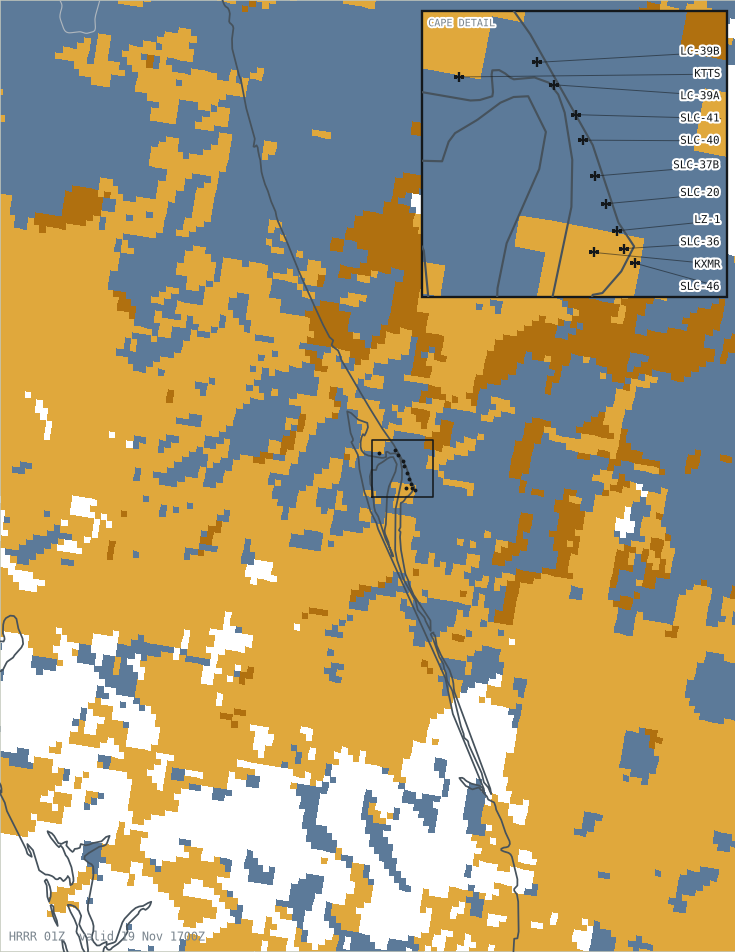 CAPE DETAIL
LC-39B
KTTS
LC-39A
SLC-41
SLC-40
SLC-37B
SLC-20
LZ-1
SLC-36
KXMR
SLC-46
HRRR 01Z valid 19 Nov 1700Z